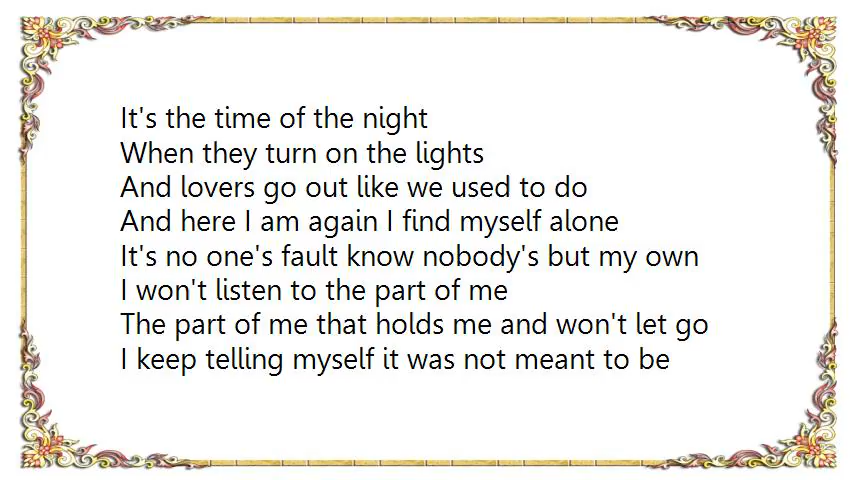 It's the time of the night
When they turn on the lights
And lovers go out like we used to do
And here I am again I find myself alone
It's no one's fault know nobody's but my own
I won't listen to the part of me
The part of me that holds me and won't let go
I keep telling myself it was not meant to be